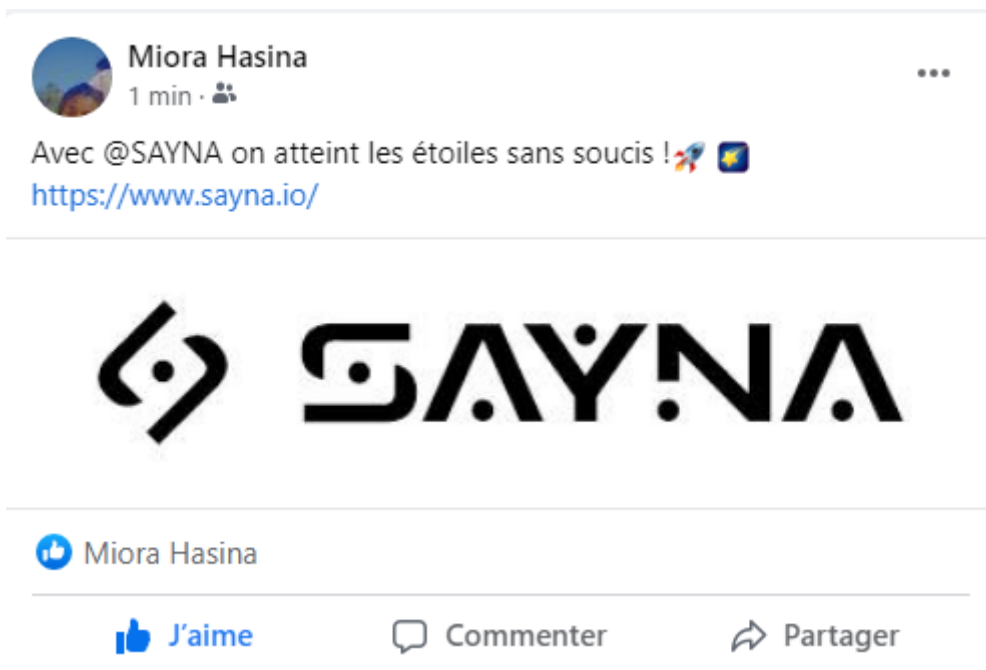 Miora Hasina
1 min ·
Avec @SAYNA on atteint les étoiles sans soucis !🚀 🌠
https://www.sayna.io/
SAYNA
Miora Hasina
J'aime Commenter Partager